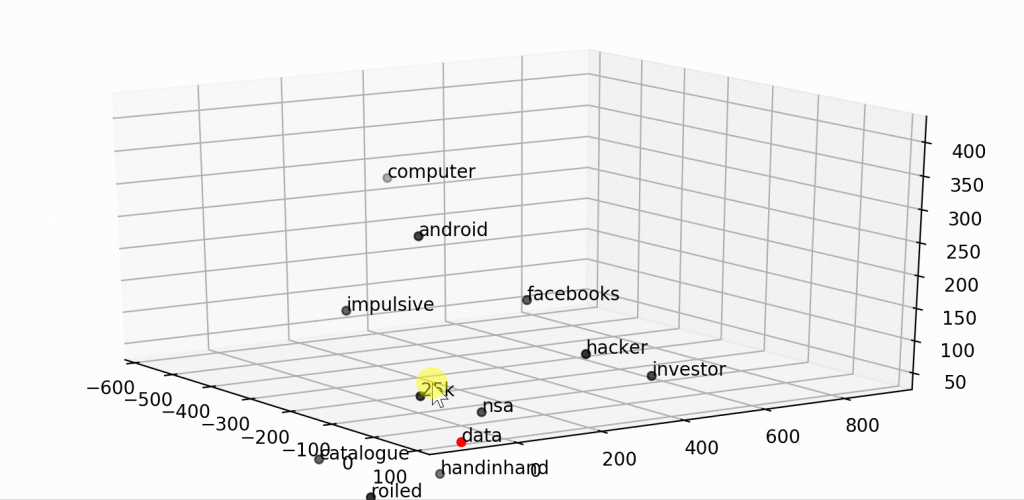 computer
400
350
300
android
250
200
facebooks
impulsive
150
hacker
100
investor
50
−600
25k
−500
nsa
−400
−300
−200
data
−100
800
600
400
200
0
catalogue
0
handinhand
100
roiled